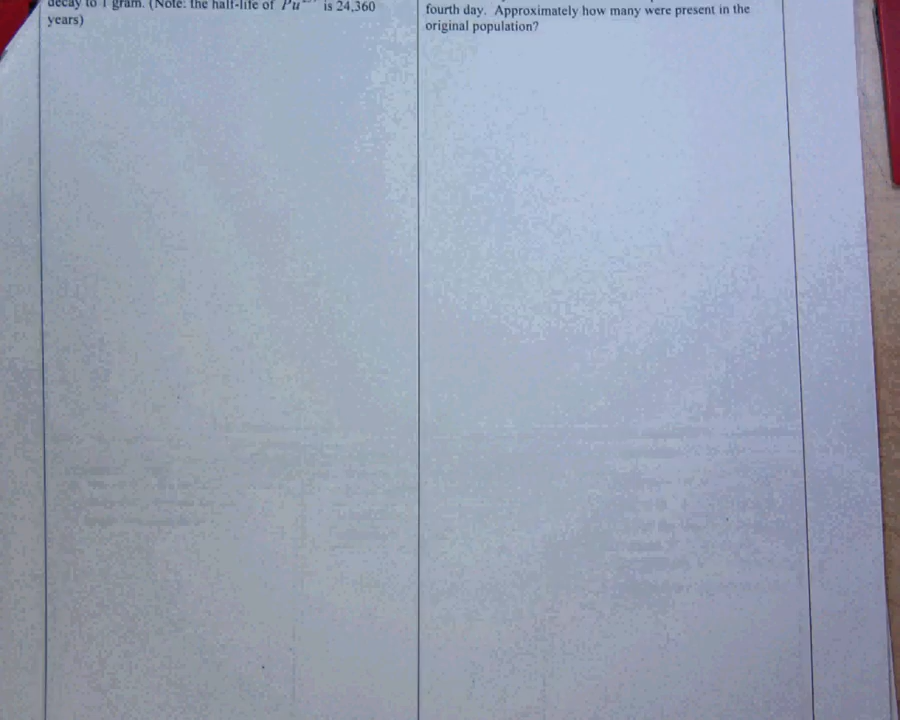 decay to 1 gram. (Note: the half-life of Pu is 24,360
years)
fourth day. Approximately how many were present in the
original population?